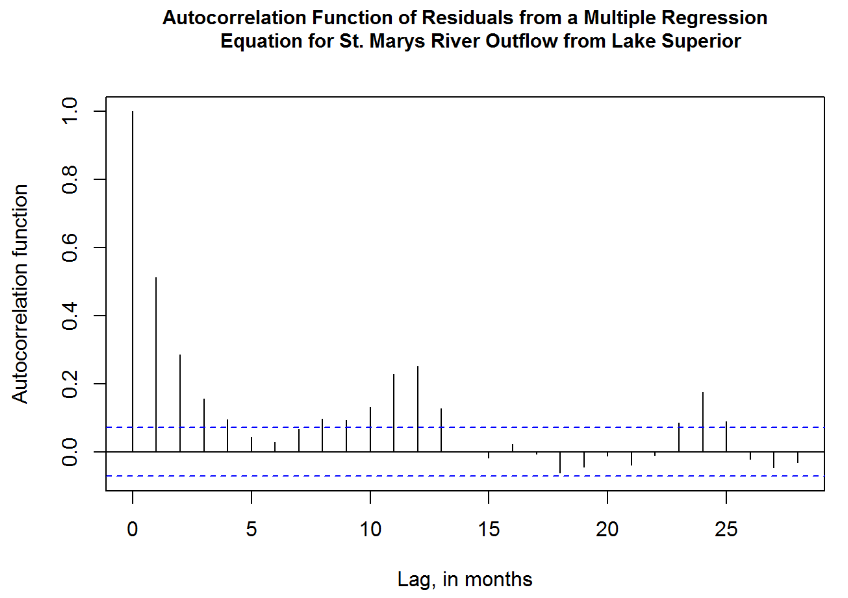 Autocorrelation Function of Residuals from a Multiple Regression
Equation for St. Marys River Outflow from Lake Superior
Autocorrelation function
1.0
0.8
0.6
0.4
0.2
0.0
0 5 10 15 20 25
Lag, in months